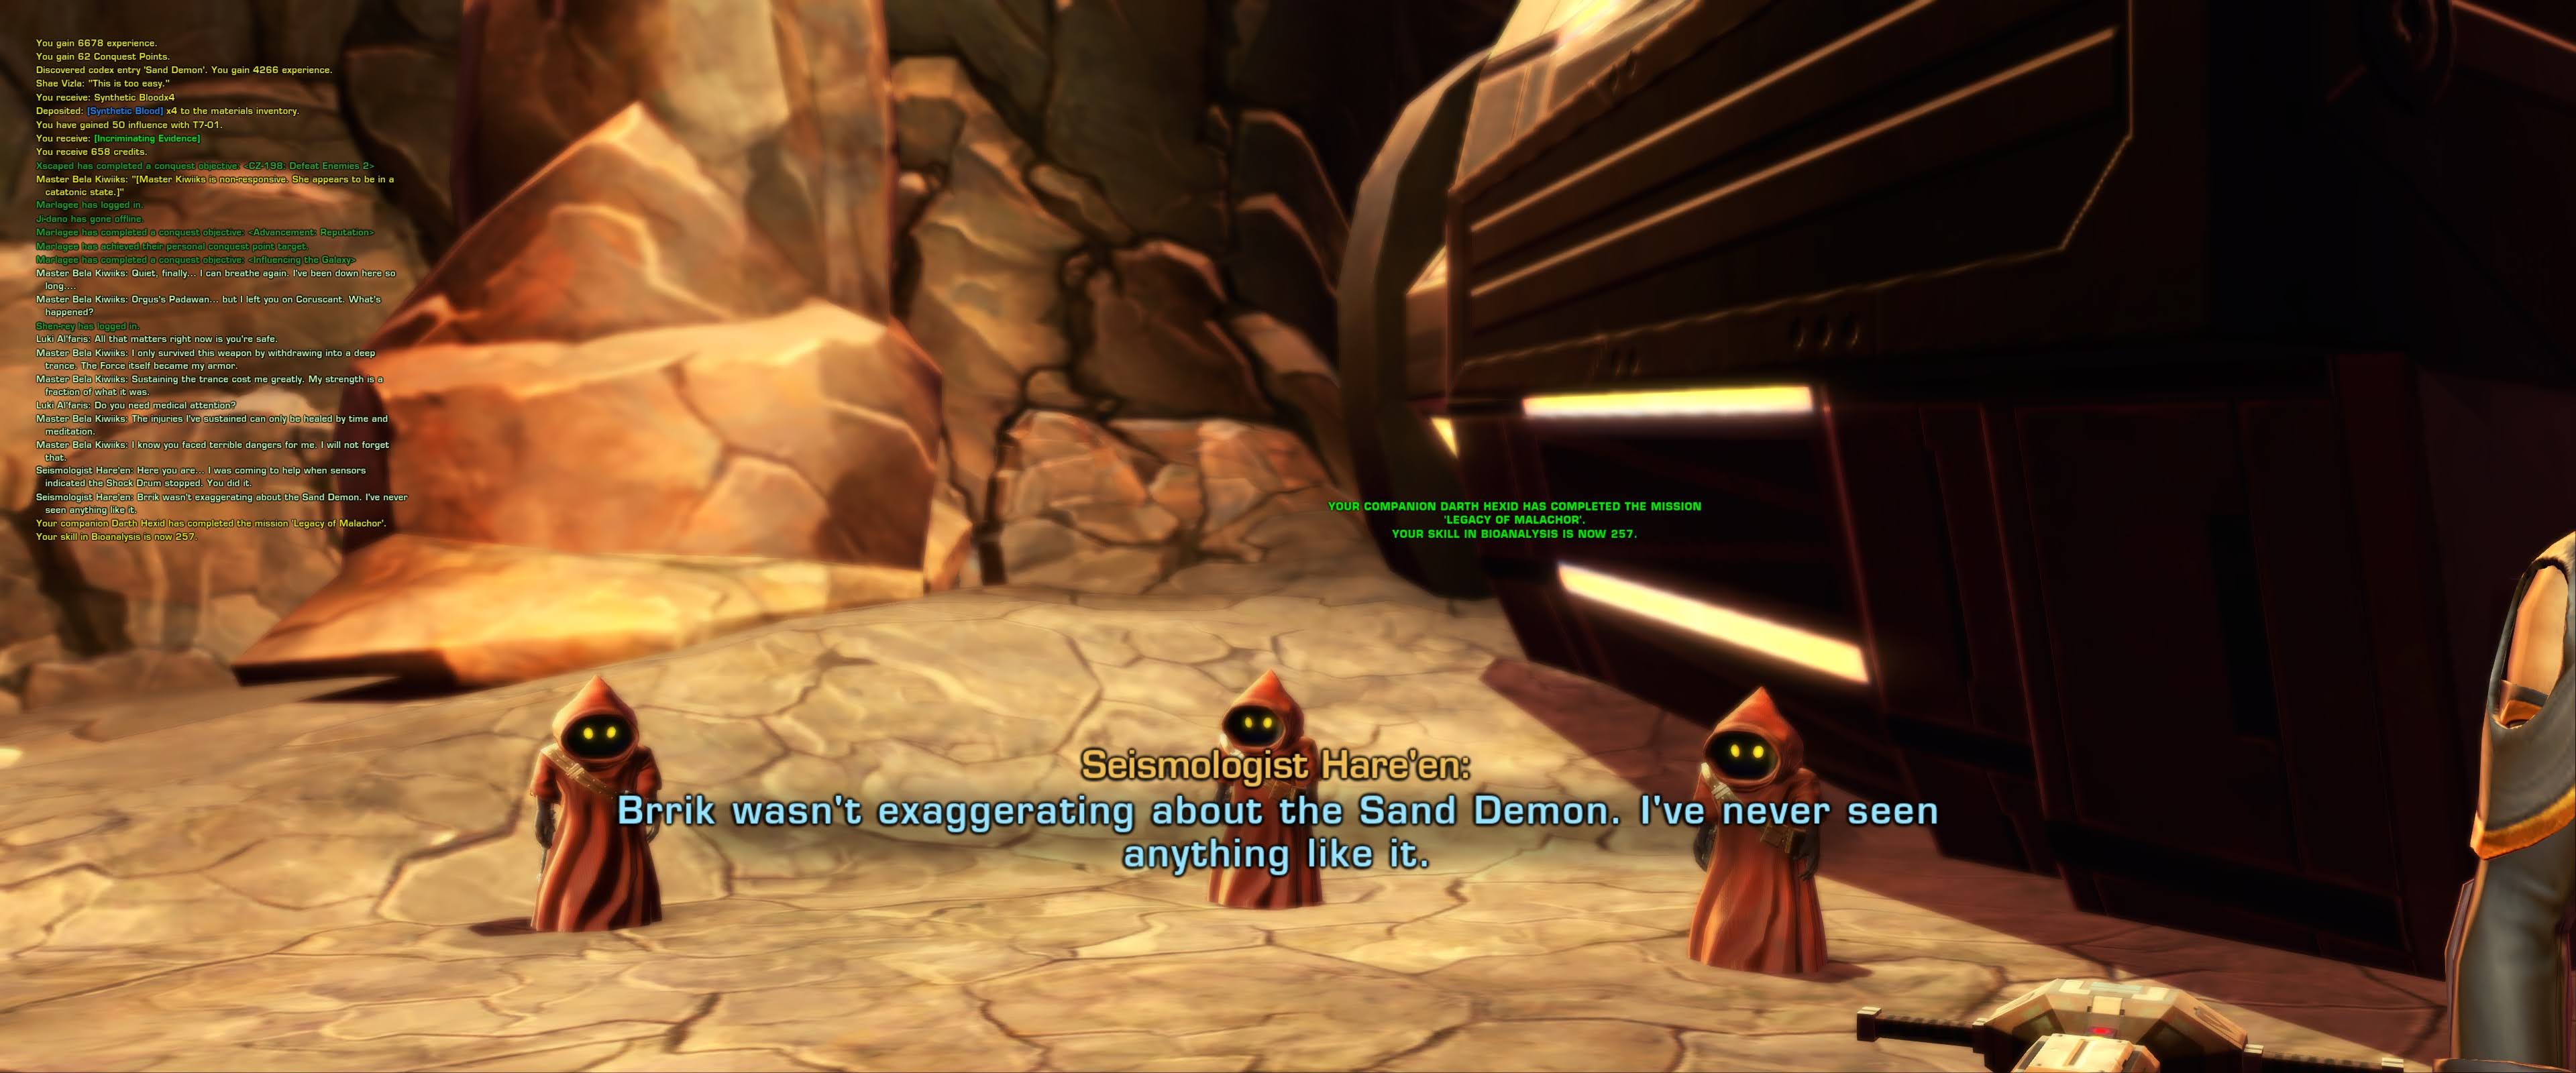 You gain 6678 experience.
You gain 62 Conquest Points.
Discovered codex entry 'Sand Demon'. You gain 4266 experience.
Shae Vizla: "This is too easy."
You receive: Synthetic Bloodx4
Deposited: [Synthetic Blood] x4 to the materials inventory.
You have gained 50 influence with T7-01.
You receive: [Incriminating Evidence]
You receive 658 credits.
Xscaped has completed a conquest objective: <CZ-198: Defeat Enemies 2>
Master Bela Kiwiiks: "[Master Kiwiiks is non-responsive. She appears to be in a
catatonic state.]"
Marlagee has logged in.
Ji-dano has gone offline.
Marlagee has completed a conquest objective: <Advancement: Reputation>
Marlagee has achieved their personal conquest point target.
Marlagee has completed a conquest objective: <Influencing the Galaxy>
Master Bela Kiwiiks: Quiet, finally... I can breathe again. I've been down here so
long....
Master Bela Kiwiiks: Orgus's Padawan... but I left you on Coruscant. What's
happened?
Shen-rey has logged in.
Luki Al'faris: All that matters right now is you're safe.
Master Bela Kiwiiks: I only survived this weapon by withdrawing into a deep
trance. The Force itself became my armor.
Master Bela Kiwiiks: Sustaining the trance cost me greatly. My strength is a
fraction of what it was.
Luki Al'faris: Do you need medical attention?
Master Bela Kiwiiks: The injuries I've sustained can only be healed by time and
meditation.
Master Bela Kiwiiks: I know you faced terrible dangers for me. I will not forget
that.
Seismologist Hare'en: Here you are... I was coming to help when sensors
indicated the Shock Drum stopped. You did it.
Seismologist Hare'en: Brrik wasn't exaggerating about the Sand Demon. I've never
seen anything like it.
Your companion Darth Hexid has completed the mission 'Legacy of Malachor'.
Your skill in Bioanalysis is now 257.
YOUR COMPANION DARTH HEXID HAS COMPLETED THE MISSION
'LEGACY OF MALACHOR'.
YOUR SKILL IN BIOANALYSIS IS NOW 257.
Seismologist Hare'en:
Brrik wasn't exaggerating about the Sand Demon. I've never seen
anything like it.